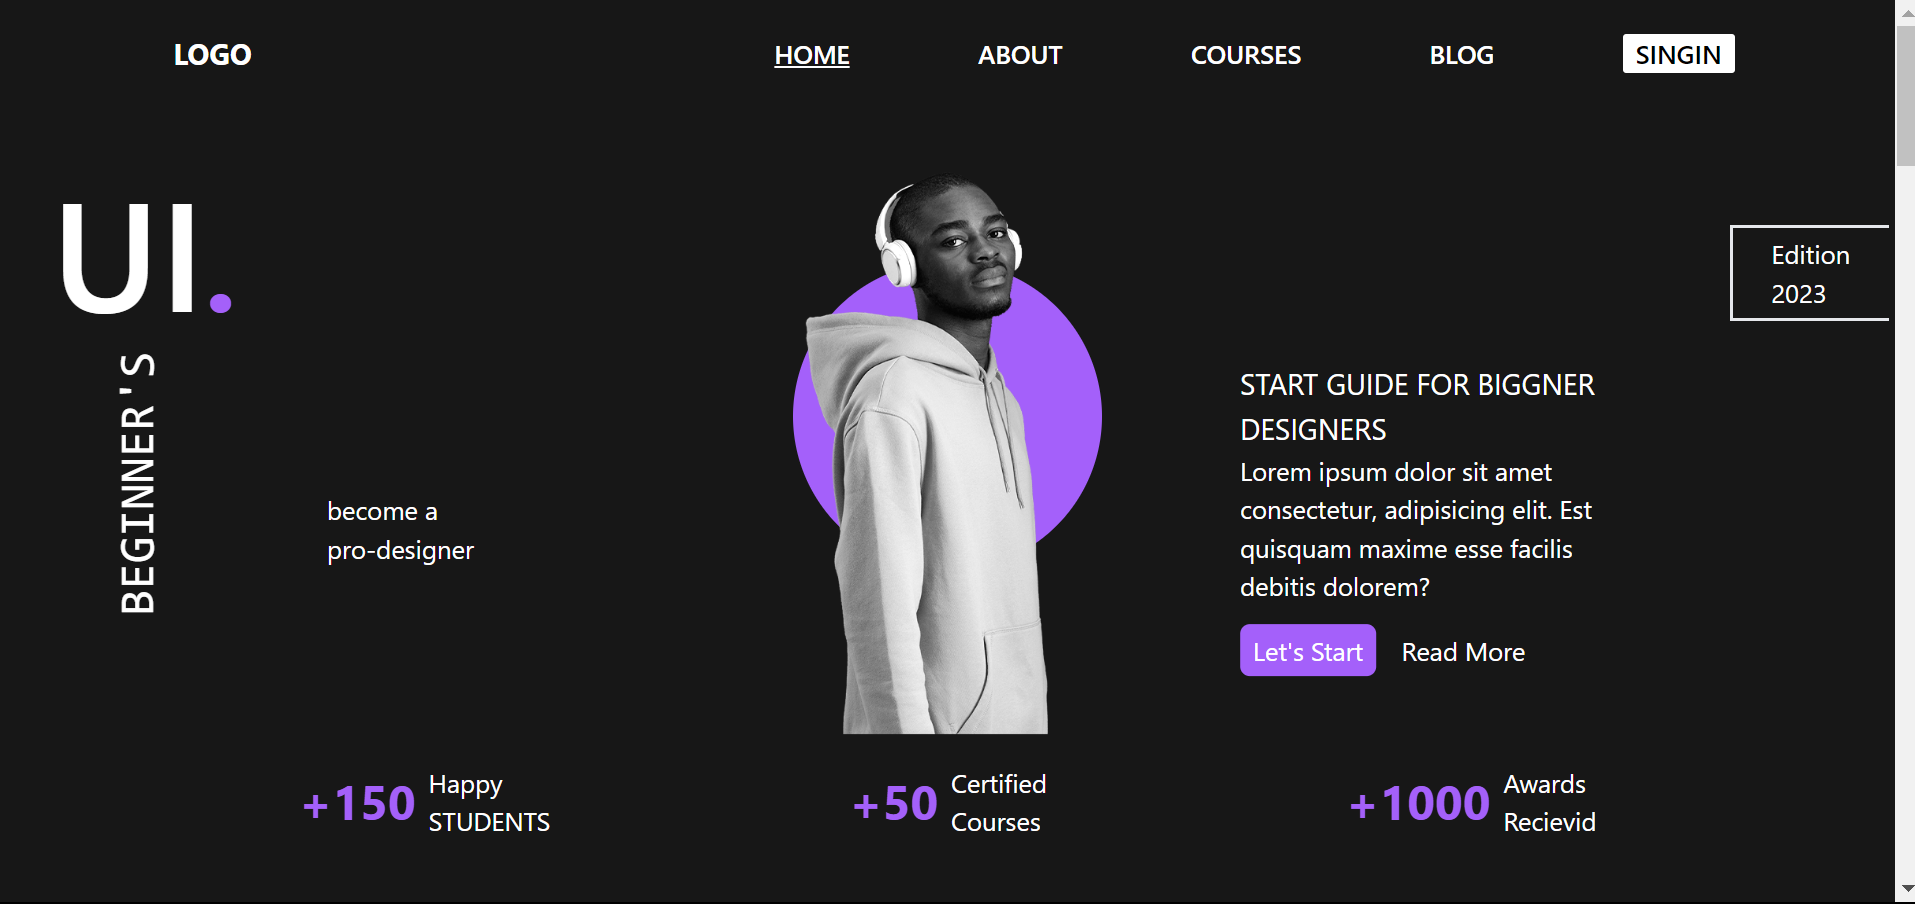 LOGO
HOME
ABOUT
COURSES
BLOG
SINGIN
UI.
BEGINNER'S
become a
pro-designer
Edition
2023
START GUIDE FOR BIGGNER
DESIGNERS
Lorem ipsum dolor sit amet
consectetur, adipisicing elit. Est
quisquam maxime esse facilis
debitis dolorem?
Let's Start
Read More
+150
Happy
STUDENTS
+50
Certified
Courses
+1000
Awards
Recievid